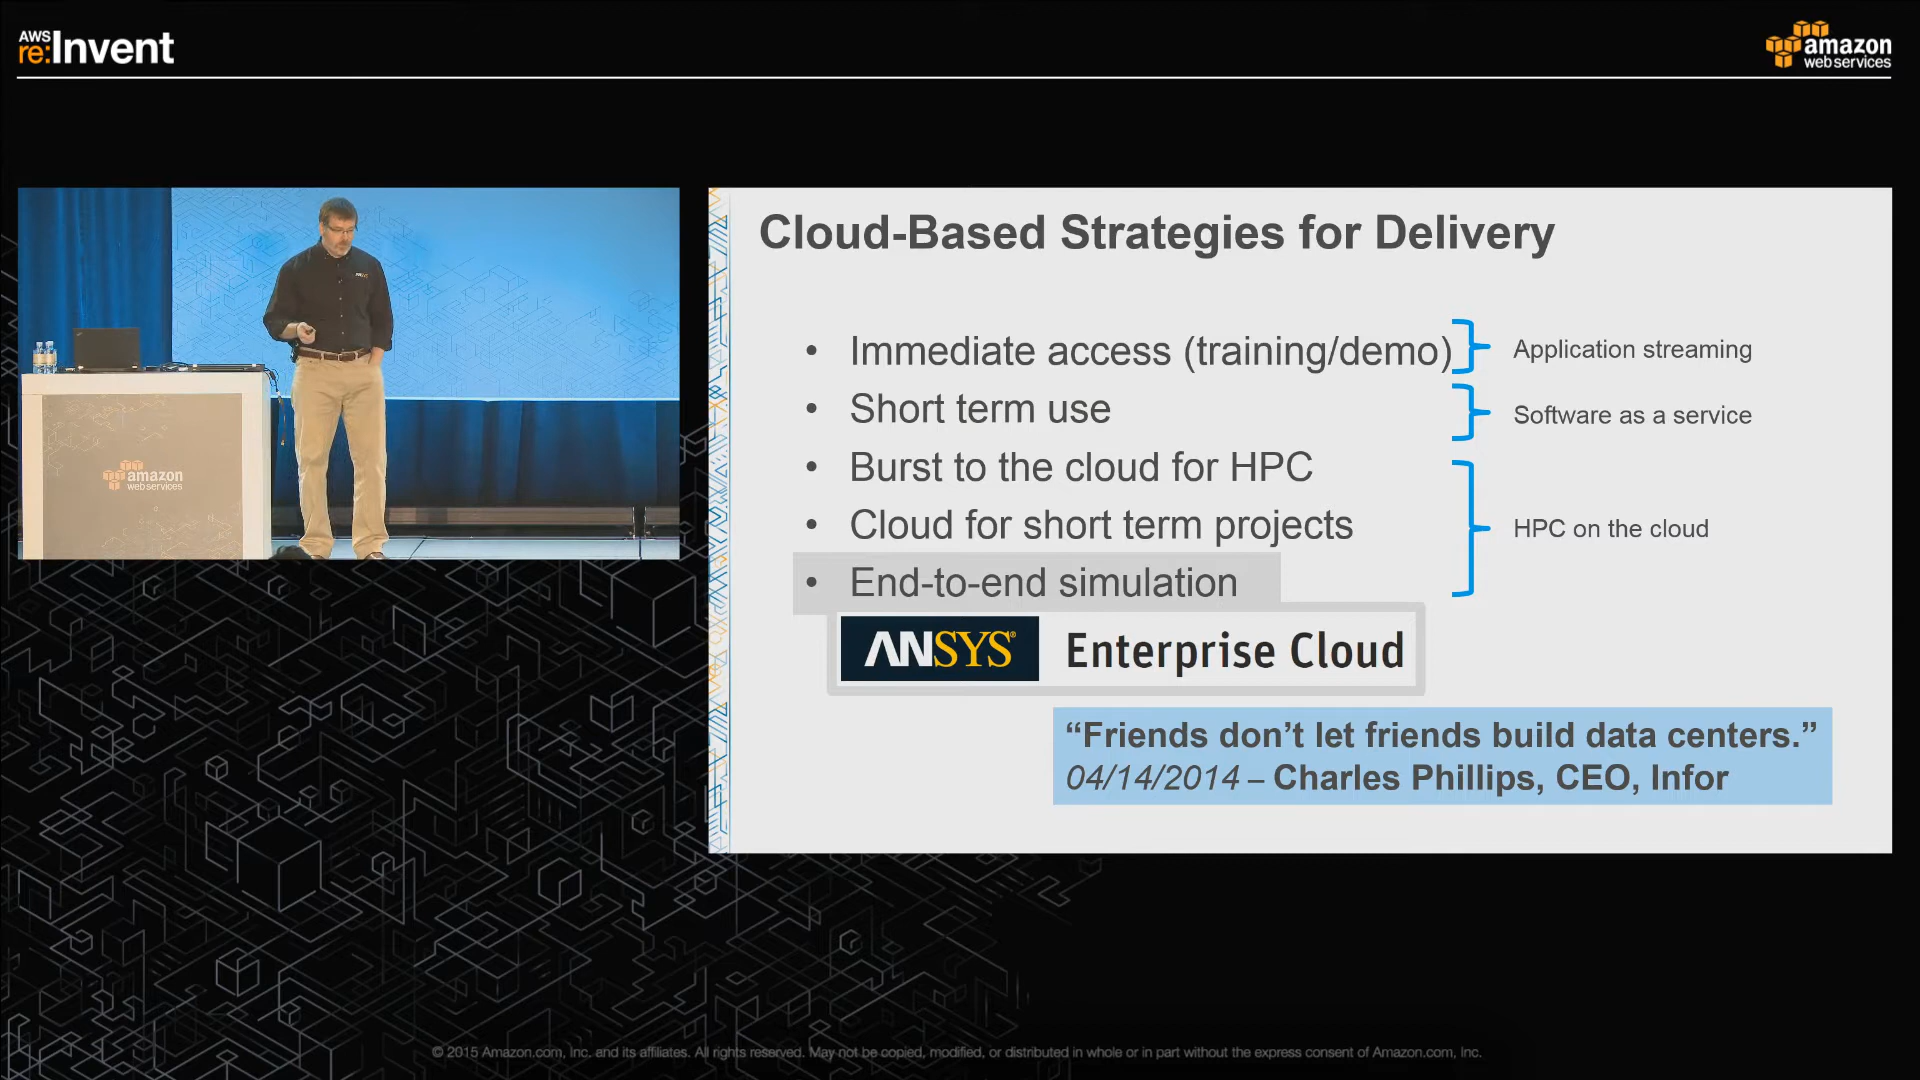 AWS
re:Invent
amazon
web services
Cloud-Based Strategies for Delivery
• Immediate access (training/demo)
Application streaming
• Short term use
Software as a service
• Burst to the cloud for HPC
• Cloud for short term projects
HPC on the cloud
• End-to-end simulation
ANSYS® Enterprise Cloud
“Friends don’t let friends build data centers.”
04/14/2014 – Charles Phillips, CEO, Infor
amazon
web services
© 2015 Amazon.com, Inc. and its affiliates. All rights reserved. May not be copied, modified, or distributed in whole or in part without the express consent of Amazon.com, Inc.